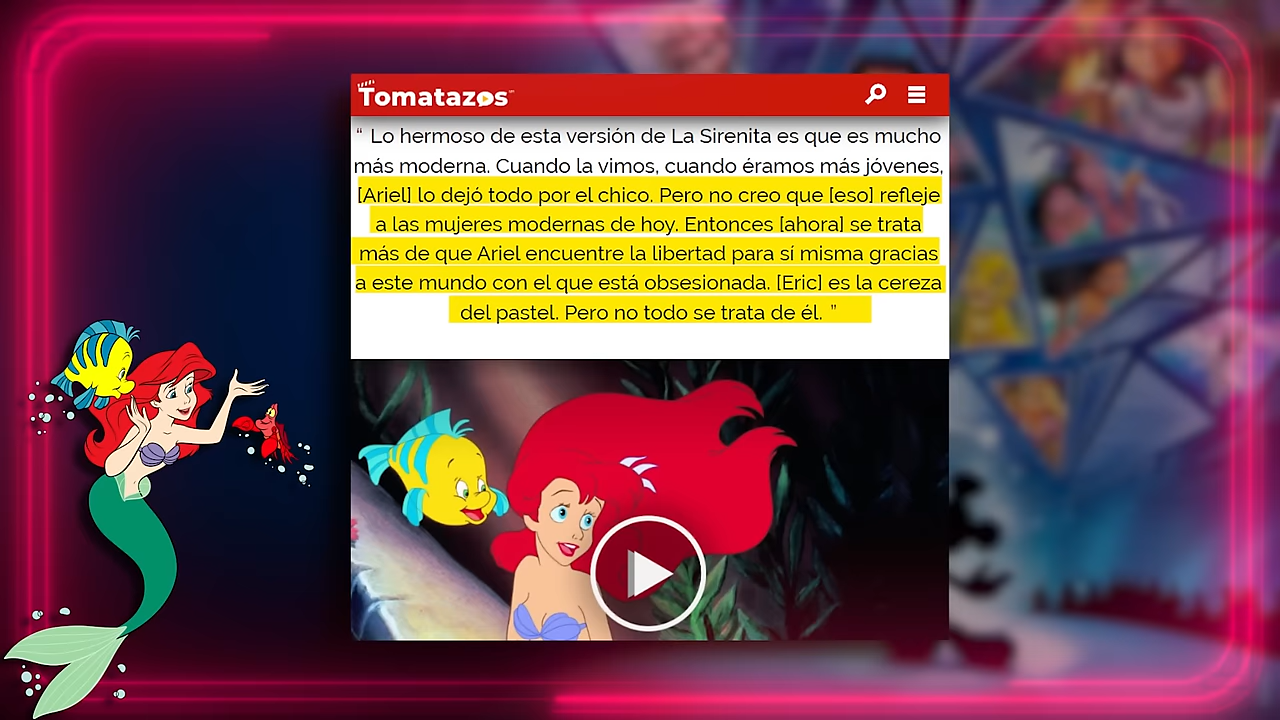 Tomatazos
“ Lo hermoso de esta versión de La Sirenita es que es mucho
más moderna. Cuando la vimos, cuando éramos más jóvenes,
[Ariel] lo dejó todo por el chico. Pero no creo que [eso] refleje
a las mujeres modernas de hoy. Entonces [ahora] se trata
más de que Ariel encuentre la libertad para sí misma gracias
a este mundo con el que está obsesionada. [Eric] es la cereza
del pastel. Pero no todo se trata de él. ”